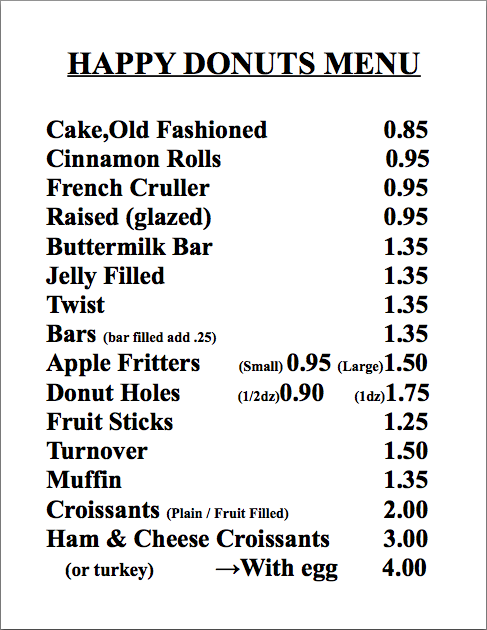 HAPPY DONUTS MENU
Cake,Old Fashioned 0.85
Cinnamon Rolls 0.95
French Cruller 0.95
Raised (glazed) 0.95
Buttermilk Bar 1.35
Jelly Filled 1.35
Twist 1.35
Bars (bar filled add .25) 1.35
Apple Fritters (Small) 0.95 (Large)1.50
Donut Holes (1/2dz)0.90 (1dz)1.75
Fruit Sticks 1.25
Turnover 1.50
Muffin 1.35
Croissants (Plain / Fruit Filled) 2.00
Ham & Cheese Croissants 3.00
(or turkey) →With egg 4.00